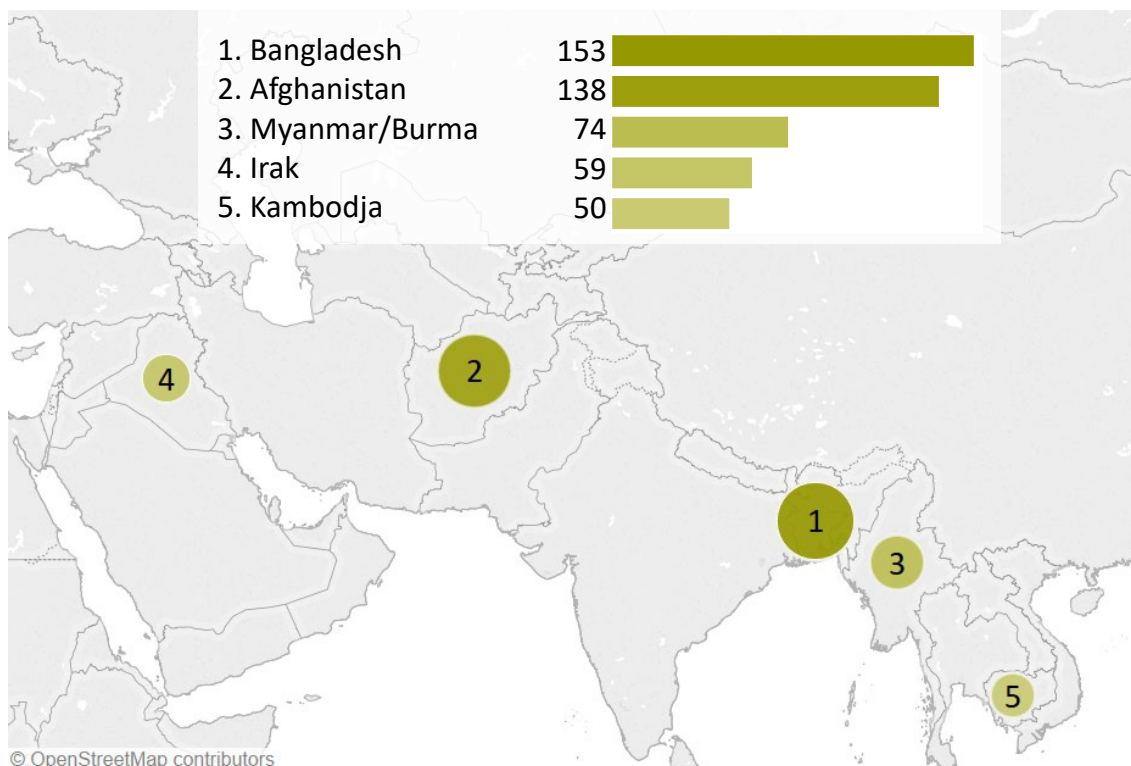 1. Bangladesh 153
2. Afghanistan 138
3. Myanmar/Burma 74
4. Irak 59
5. Kambodja 50
2
4
1
3
5
© OpenStreetMap contributors